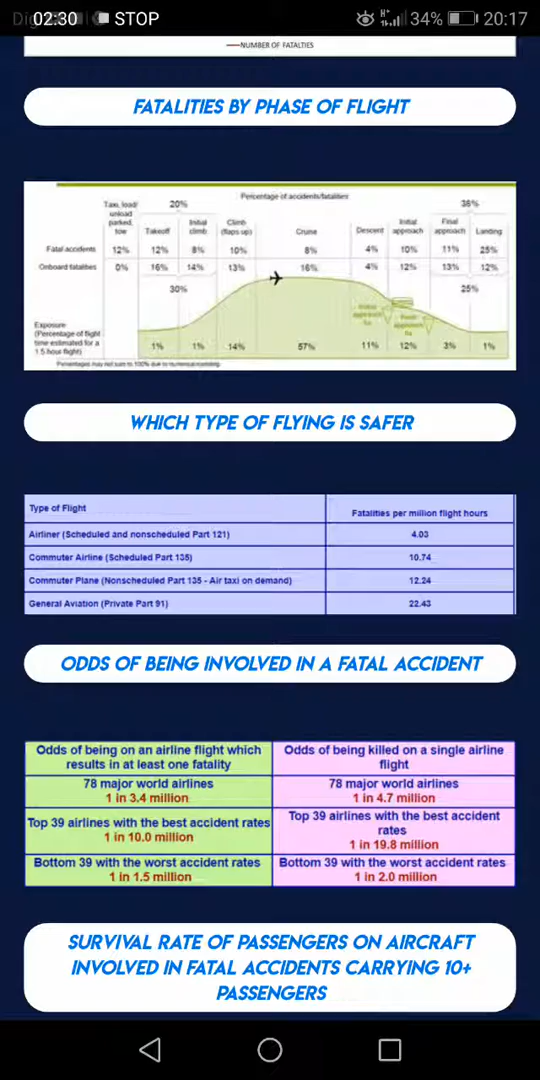 02:30 STOP 34% 20:17
NUMBER OF FATALTIES
FATALITIES BY PHASE OF FLIGHT
Percentage of accidents/fatalities
20% 36%
Taxi, load/ unload parked, tow Takeoff Initial climb Climb (flaps up) Cruise Descent Initial approach Final approach Landing
Fatal accidents 12% 12% 8% 10% 8% 4% 10% 11% 25%
Onboard fatalities 0% 16% 14% 13% 16% 4% 12% 13% 12%
30% 25%
Exposure
(Percentage of flight
time estimated for a
1.5 hour flight)
1% 1% 14% 57% 11% 12% 3% 1%
Percentages may not sum to 100% due to numerical rounding
WHICH TYPE OF FLYING IS SAFER
Type of Flight Fatalities per million flight hours
Airliner (Scheduled and nonscheduled Part 121) 4.03
Commuter Airline (Scheduled Part 135) 10.74
Commuter Plane (Nonscheduled Part 135 - Air taxi on demand) 12.24
General Aviation (Private Part 91) 22.43
ODDS OF BEING INVOLVED IN A FATAL ACCIDENT
Odds of being on an airline flight which
results in at least one fatality
Odds of being killed on a single airline
flight
78 major world airlines
1 in 3.4 million
78 major world airlines
1 in 4.7 million
Top 39 airlines with the best accident rates
1 in 10.0 million
Top 39 airlines with the best accident
rates
1 in 19.8 million
Bottom 39 with the worst accident rates
1 in 1.5 million
Bottom 39 with the worst accident rates
1 in 2.0 million
SURVIVAL RATE OF PASSENGERS ON AIRCRAFT
INVOLVED IN FATAL ACCIDENTS CARRYING 10+
PASSENGERS